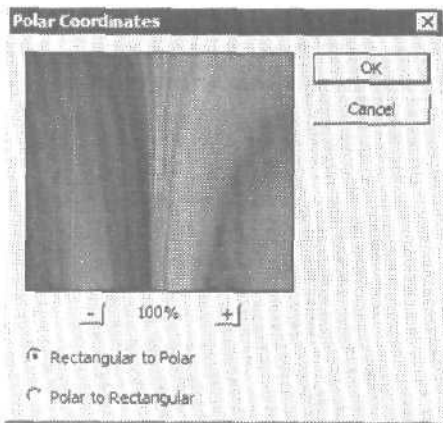 Polar Coordinates
OK
Cancel
- 100% +
Rectangular to Polar
Polar to Rectangular